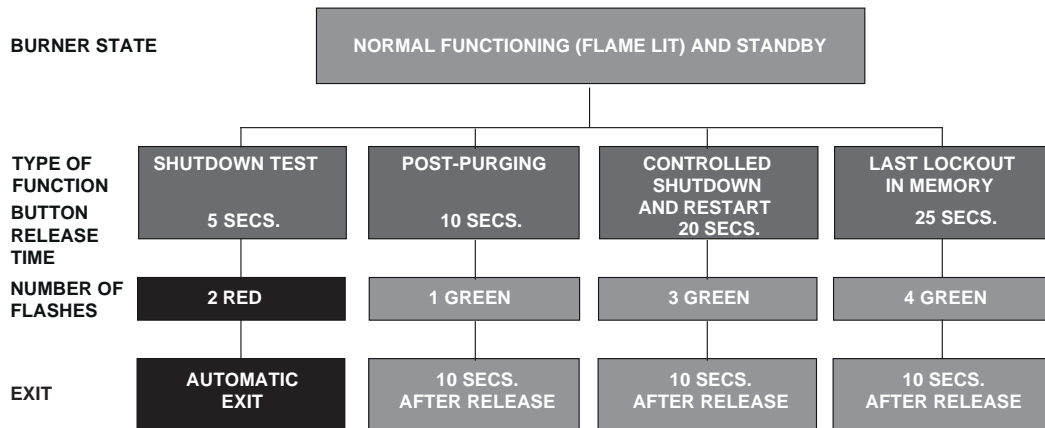 BURNER STATE
NORMAL FUNCTIONING (FLAME LIT) AND STANDBY
TYPE OF
FUNCTION
BUTTON
RELEASE
TIME
SHUTDOWN TEST
5 SECS.
POST-PURGING
10 SECS.
CONTROLLED
SHUTDOWN
AND RESTART
20 SECS.
LAST LOCKOUT
IN MEMORY
25 SECS.
NUMBER OF
FLASHES
2 RED
1 GREEN
3 GREEN
4 GREEN
EXIT
AUTOMATIC
EXIT
10 SECS.
AFTER RELEASE
10 SECS.
AFTER RELEASE
10 SECS.
AFTER RELEASE